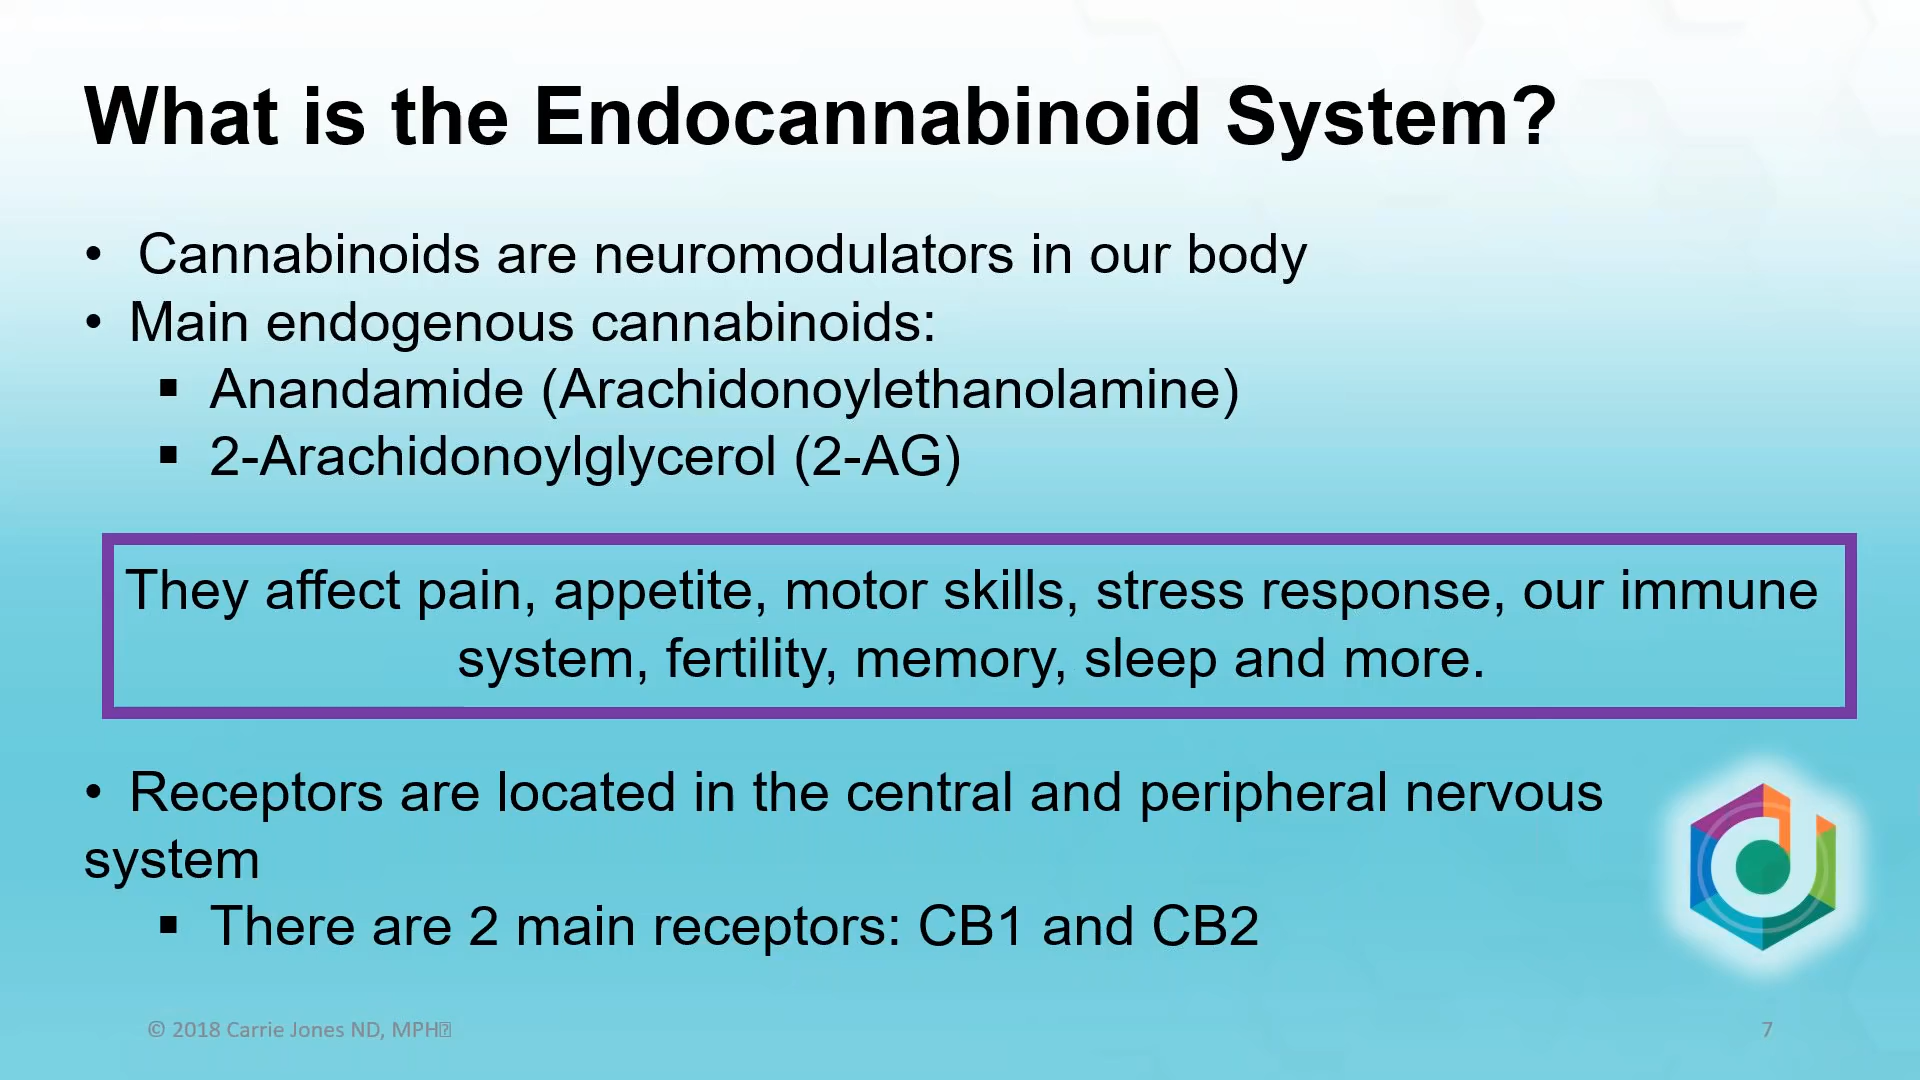 What is the Endocannabinoid System?
• Cannabinoids are neuromodulators in our body
• Main endogenous cannabinoids:
▪ Anandamide (Arachidonoylethanolamine)
▪ 2-Arachidonoylglycerol (2-AG)
They affect pain, appetite, motor skills, stress response, our immune
system, fertility, memory, sleep and more.
• Receptors are located in the central and peripheral nervous
system
▪ There are 2 main receptors: CB1 and CB2
© 2018 Carrie Jones ND, MPH
7